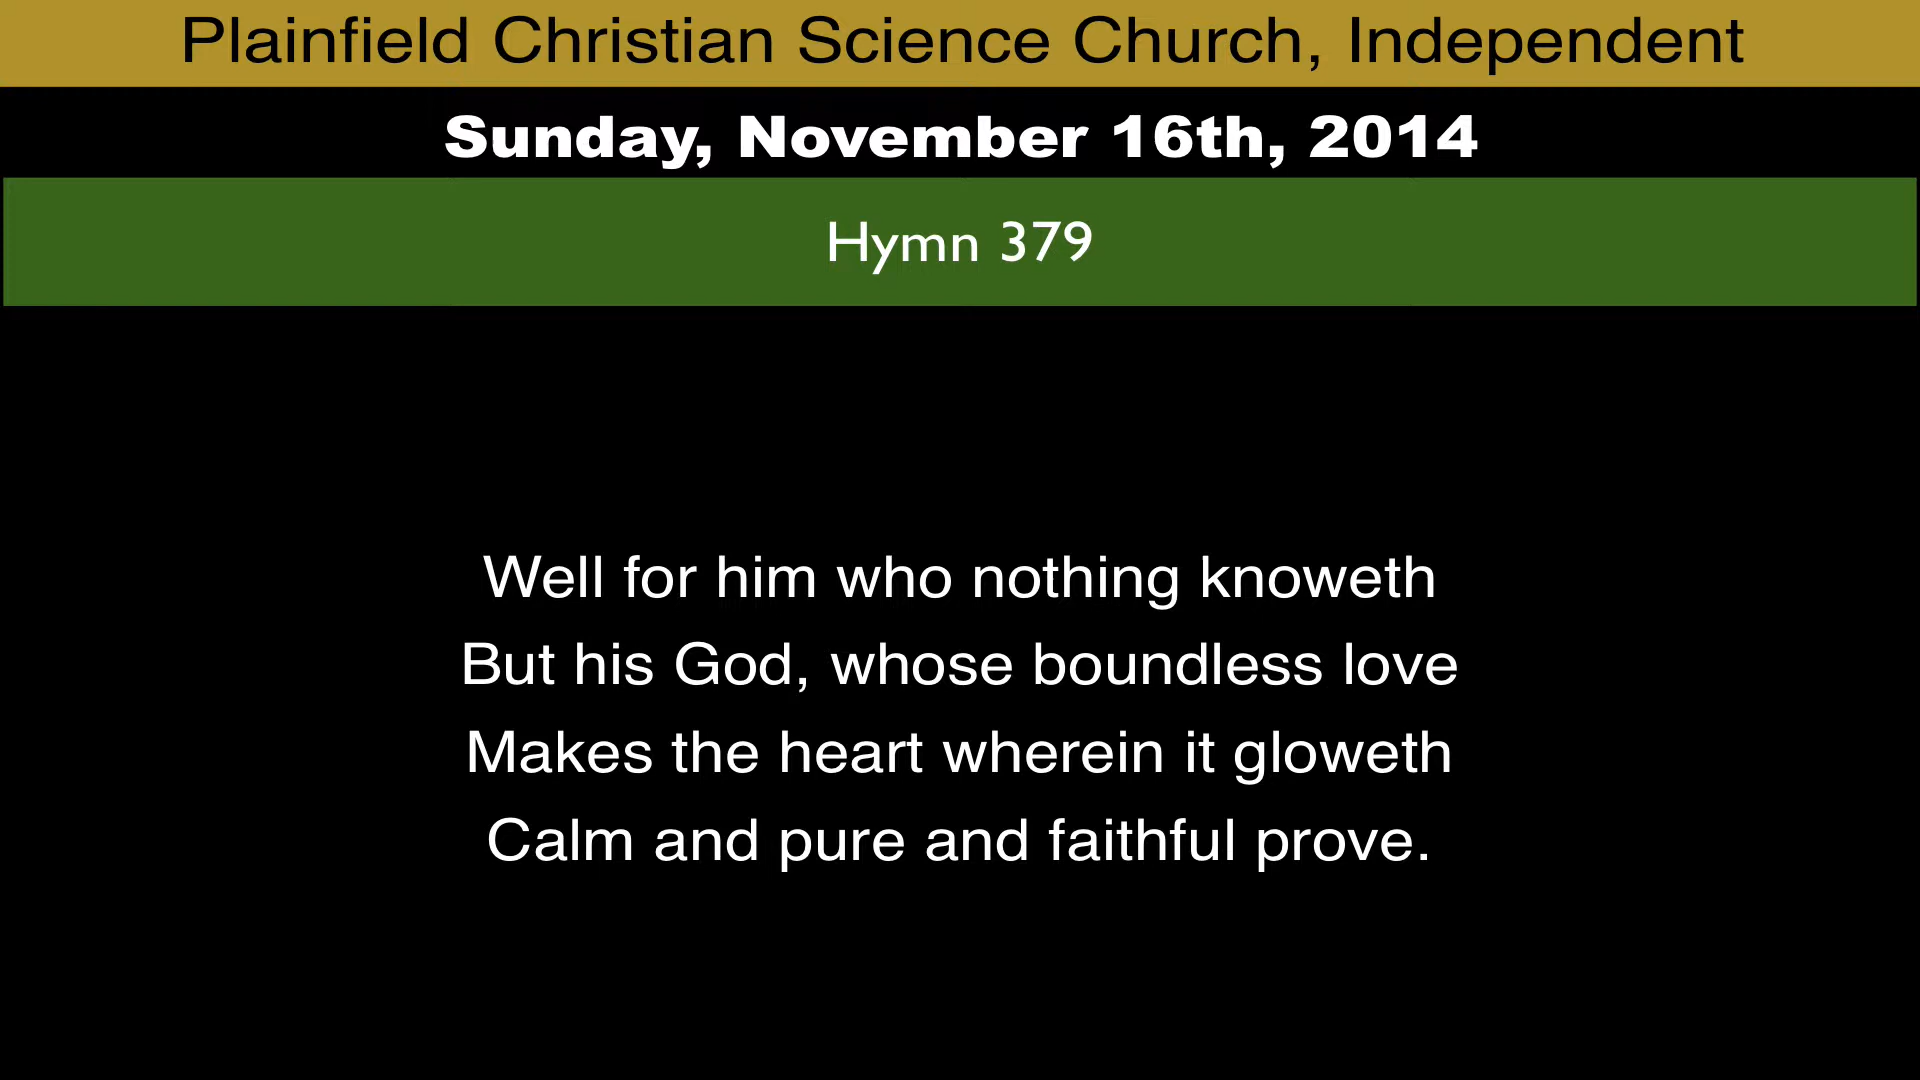 Plainfield Christian Science Church, Independent
Sunday, November 16th, 2014
Hymn 379
Well for him who nothing knoweth
But his God, whose boundless love
Makes the heart wherein it gloweth
Calm and pure and faithful prove.